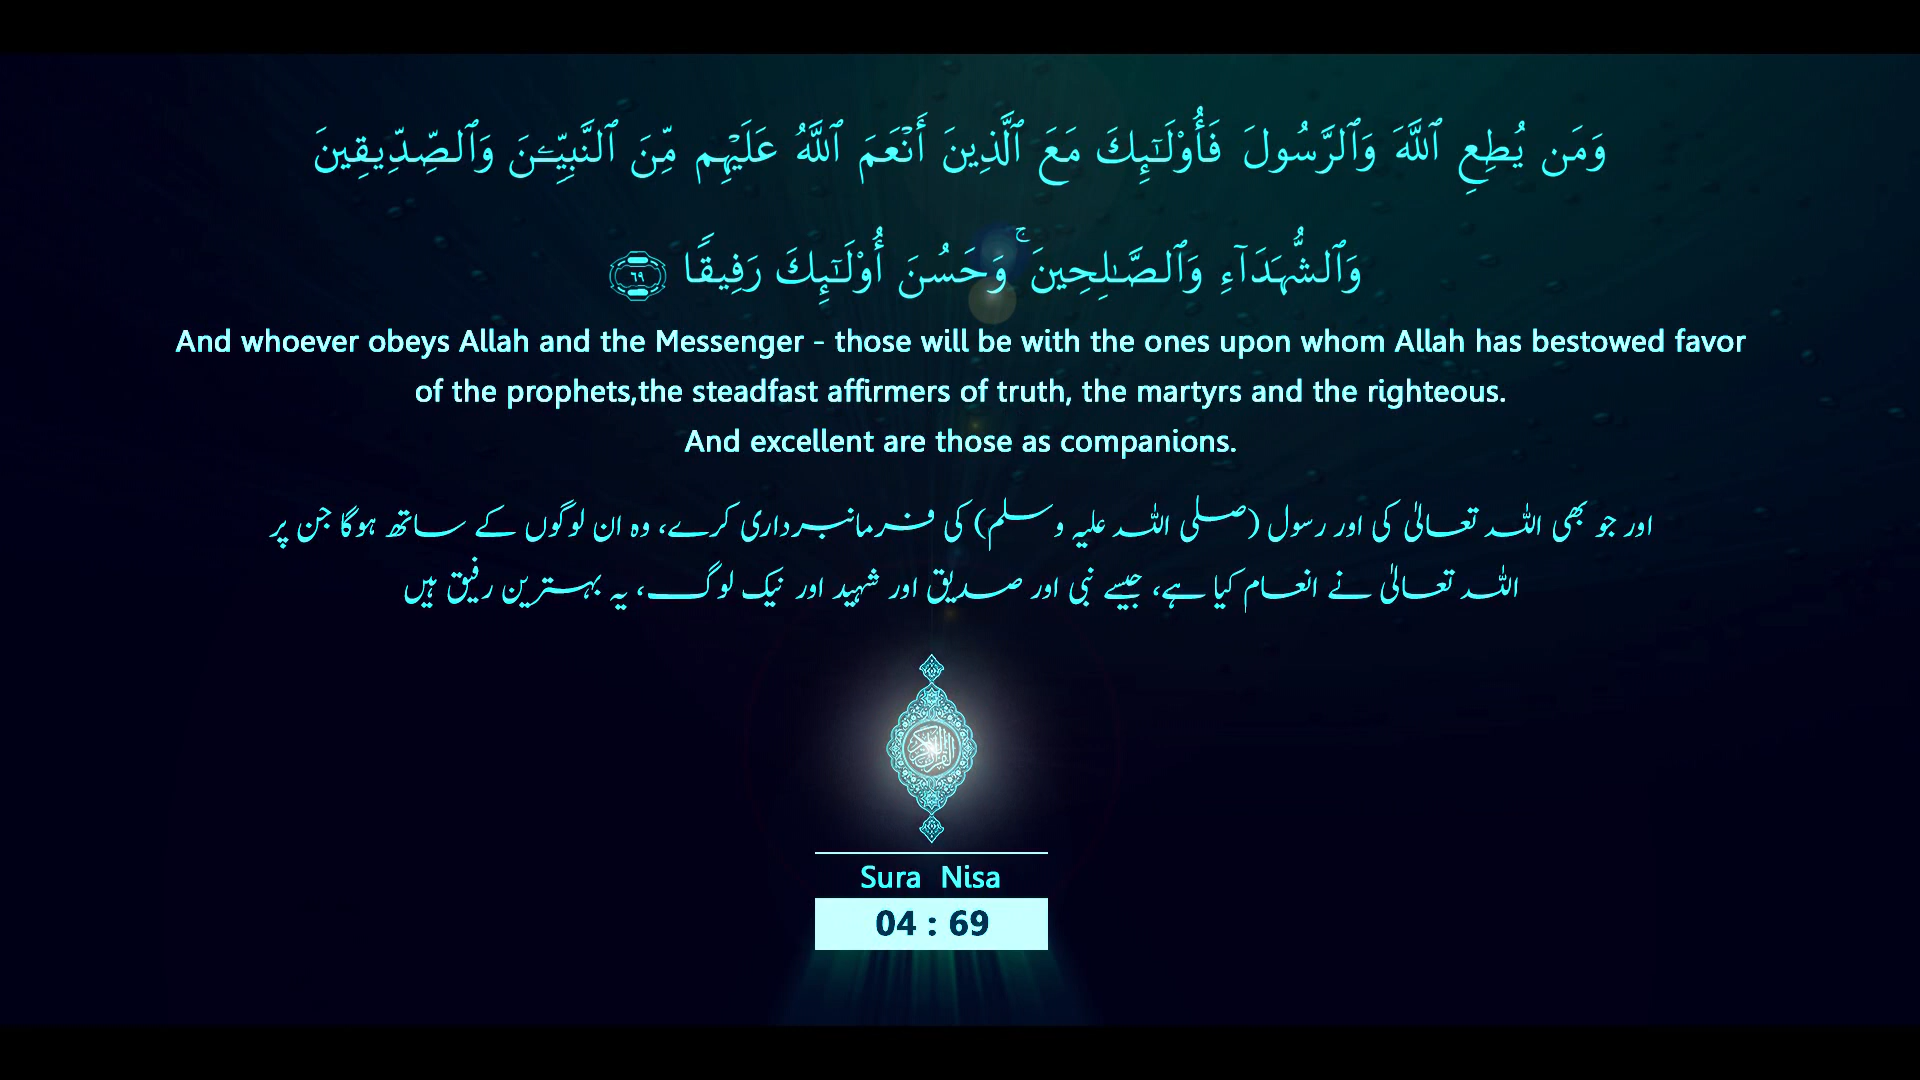 وَمَن يُطِعِ ٱللَّهَ وَٱلرَّسُولَ فَأُو۟لَـٰٓئِكَ مَعَ ٱلَّذِينَ أَنْعَمَ ٱللَّهُ عَلَيْهِم مِّنَ ٱلنَّبِيِّـۧنَ وَٱلصِّدِّيقِينَ
وَٱلشُّهَدَآءِ وَٱلصَّـٰلِحِينَ ۚ وَحَسُنَ أُو۟لَـٰٓئِكَ رَفِيقًا ٦٩
And whoever obeys Allah and the Messenger - those will be with the ones upon whom Allah has bestowed favor
of the prophets,the steadfast affirmers of truth, the martyrs and the righteous.
And excellent are those as companions.
اور جو بھی اللہ تعالیٰ کی اور رسول (صلی اللہ علیہ وسلم) کی فرمانبرداری کرے، وہ ان لوگوں کے ساتھ ہوگا جن پر
اللہ تعالیٰ نے انعام کیا ہے، جیسے نبی اور صدیق اور شہید اور نیک لوگ، یہ بہترین رفیق ہیں
القرآن الكريم
Sura Nisa
04 : 69